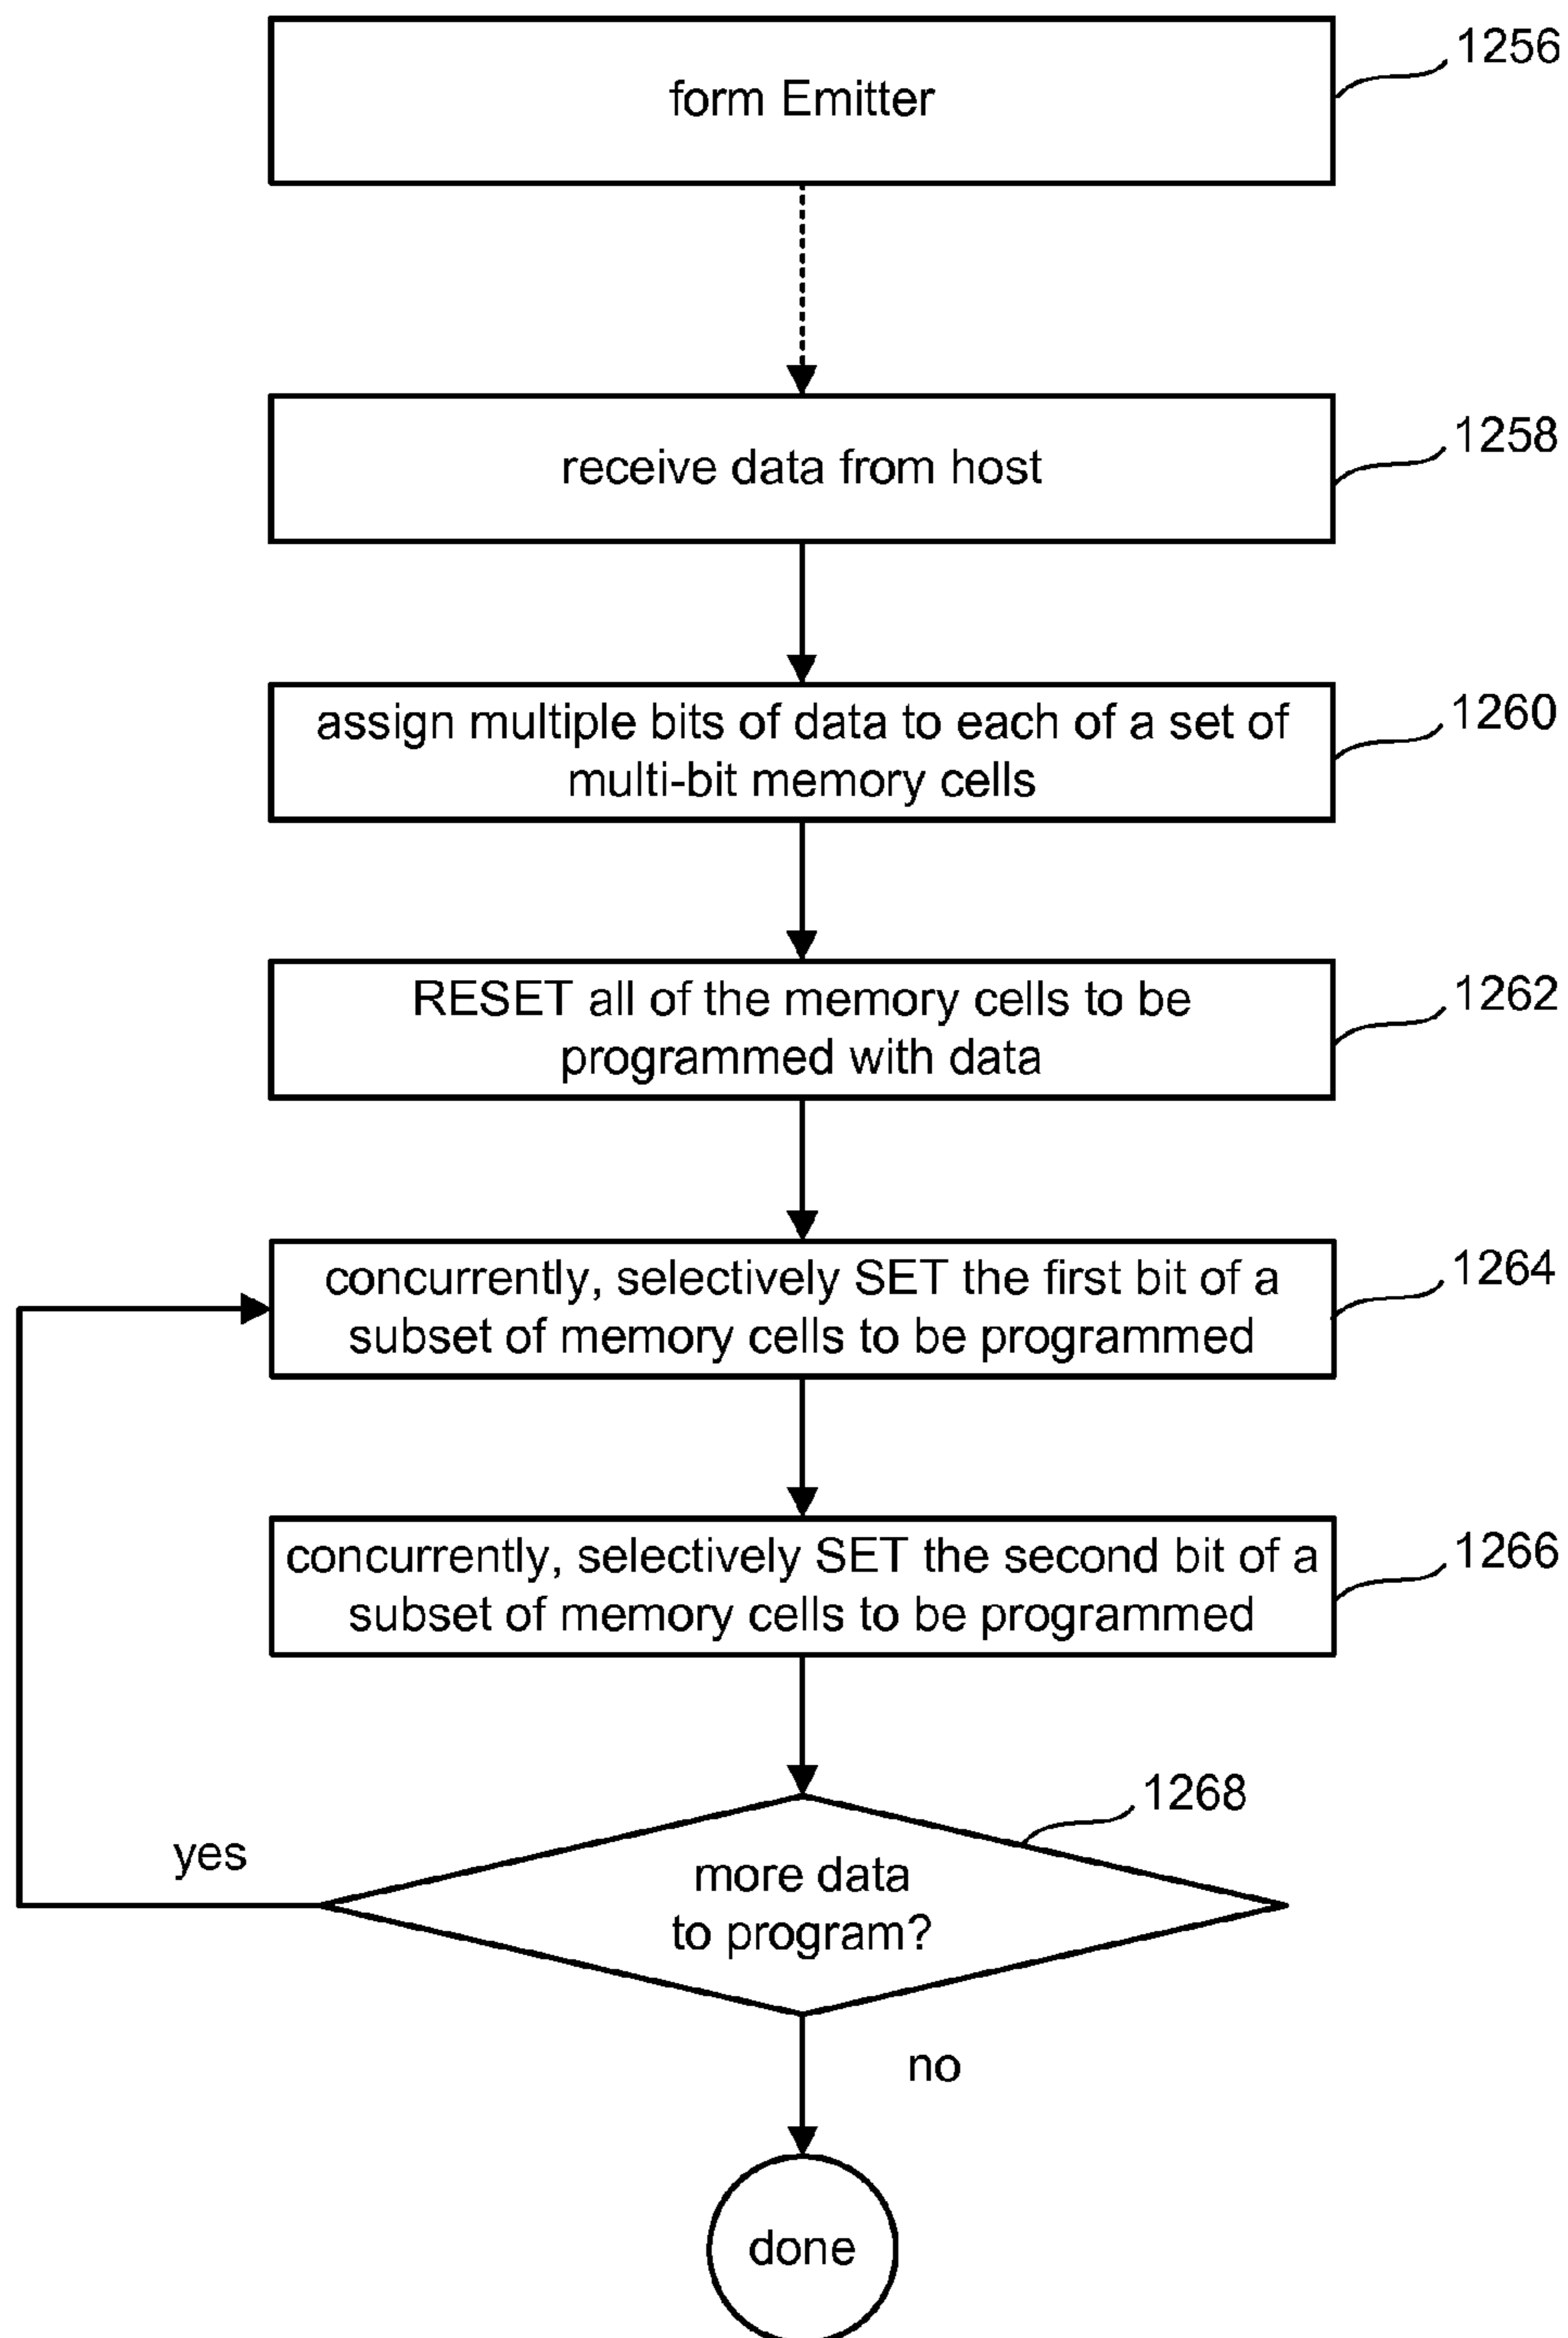 form Emitter
1256
receive data from host
1258
assign multiple bits of data to each of a set of
multi-bit memory cells
1260
RESET all of the memory cells to be
programmed with data
1262
concurrently, selectively SET the first bit of a
subset of memory cells to be programmed
1264
concurrently, selectively SET the second bit of a
subset of memory cells to be programmed
1266
1268
more data
to program?
yes
no
done